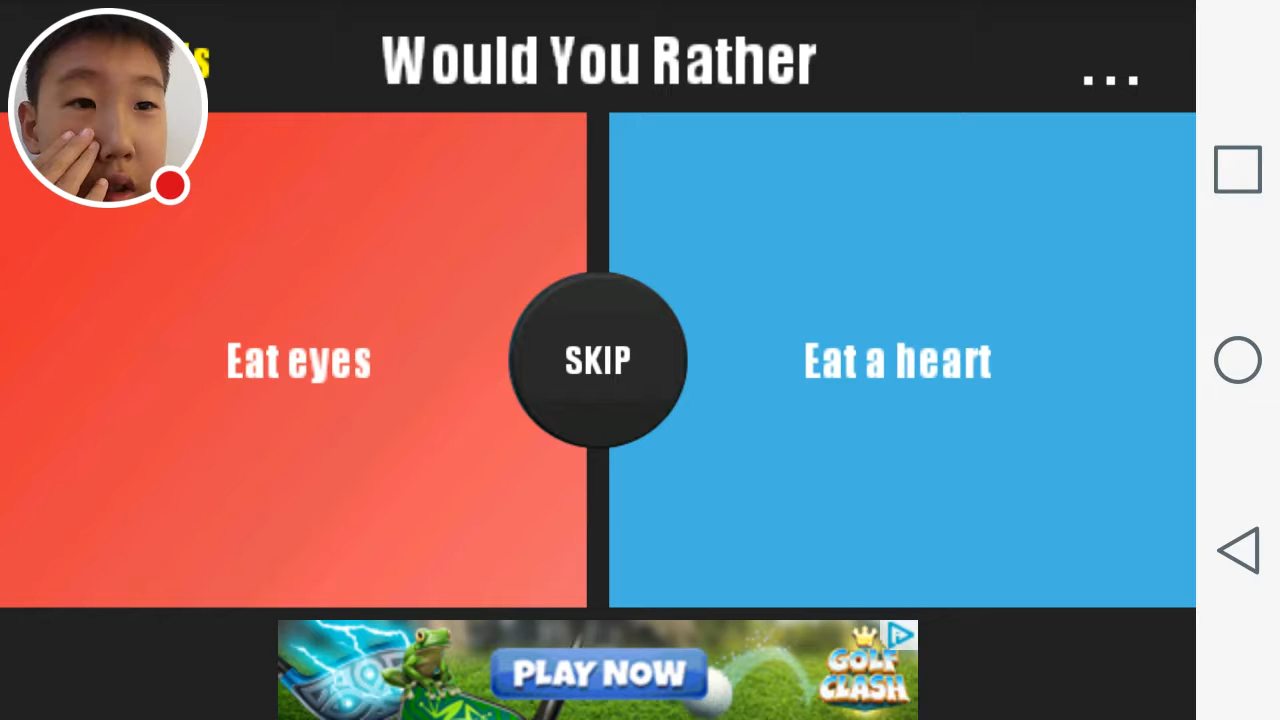 Would You Rather
...
Eat eyes
SKIP
Eat a heart
PLAY NOW
GOLF
CLASH